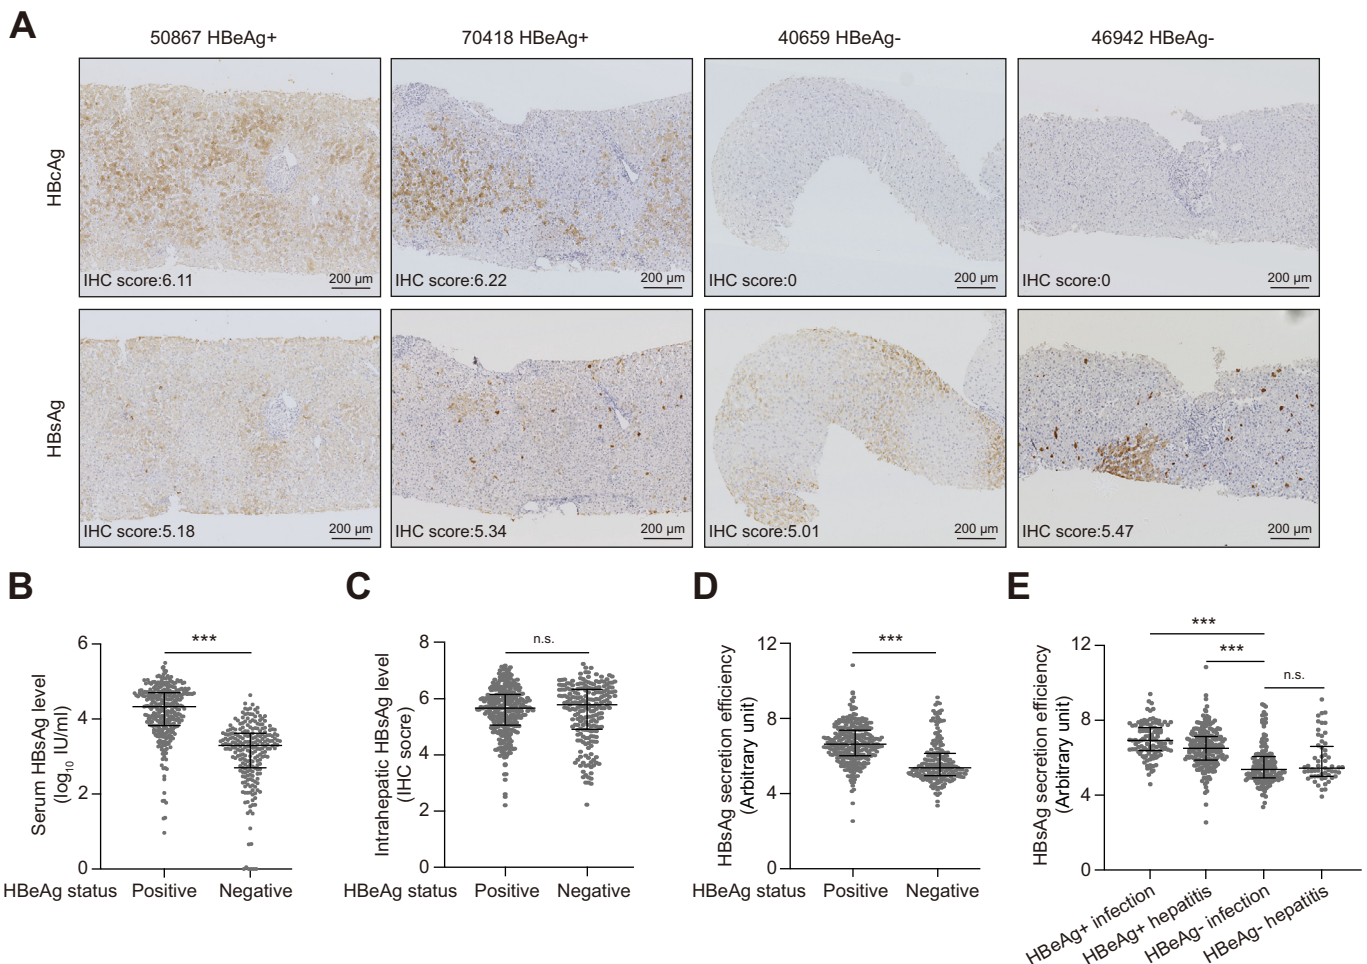 A
50867 HBeAg+
70418 HBeAg+
40659 HBeAg-
46942 HBeAg-
HBcAg
IHC score:6.11
200 µm
IHC score:6.22
200 µm
IHC score:0
200 µm
IHC score:0
200 µm
HBsAg
IHC score:5.18
200 µm
IHC score:5.34
200 µm
IHC score:5.01
200 µm
IHC score:5.47
200 µm
B
Serum HBsAg level
(log10 IU/ml)
6
4
2
0
***
HBeAg status
Positive
Negative
C
Intrahepatic HBsAg level
(IHC socre)
8
6
4
2
0
n.s.
HBeAg status
Positive
Negative
D
HBsAg secretion efficiency
(Arbitrary unit)
12
8
4
0
***
HBeAg status
Positive
Negative
E
HBsAg secretion efficiency
(Arbitrary unit)
12
8
4
0
***
***
n.s.
HBeAg+ infection
HBeAg+ hepatitis
HBeAg- infection
HBeAg- hepatitis